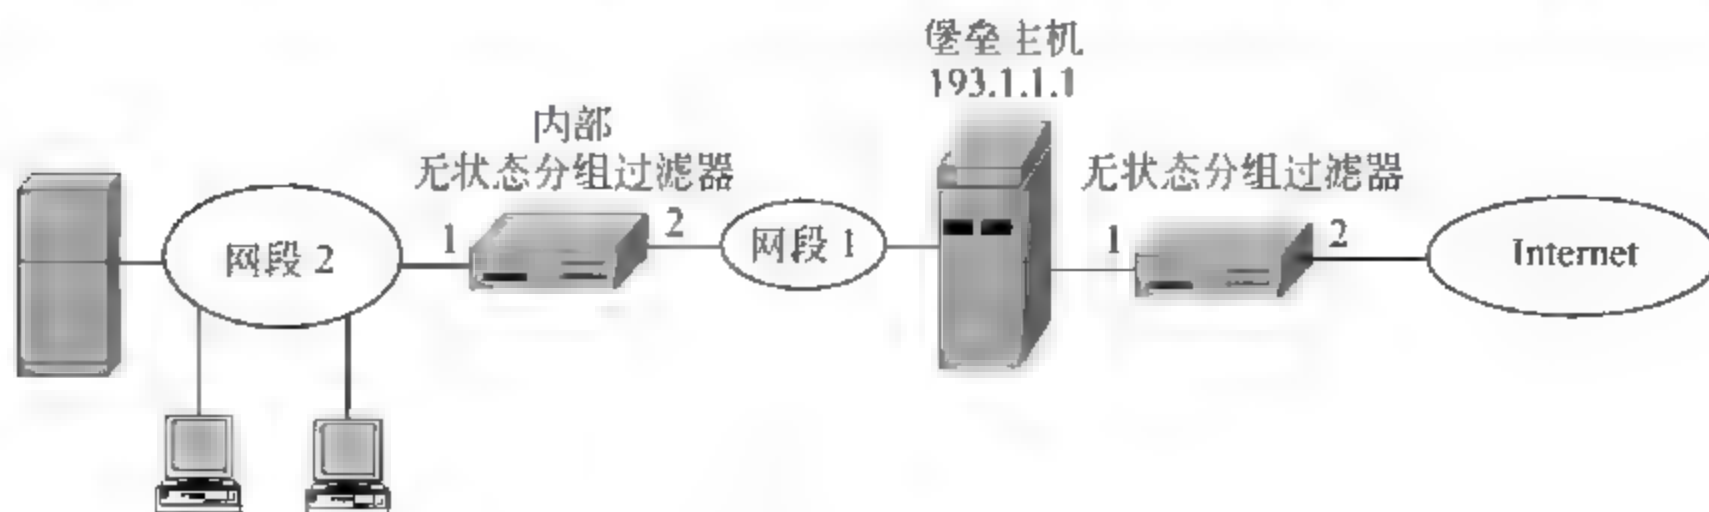 堡垒主机
193.1.1.1
内部
无状态分组过滤器
无状态分组过滤器
网段 2
1
2
网段 1
1
2
Internet